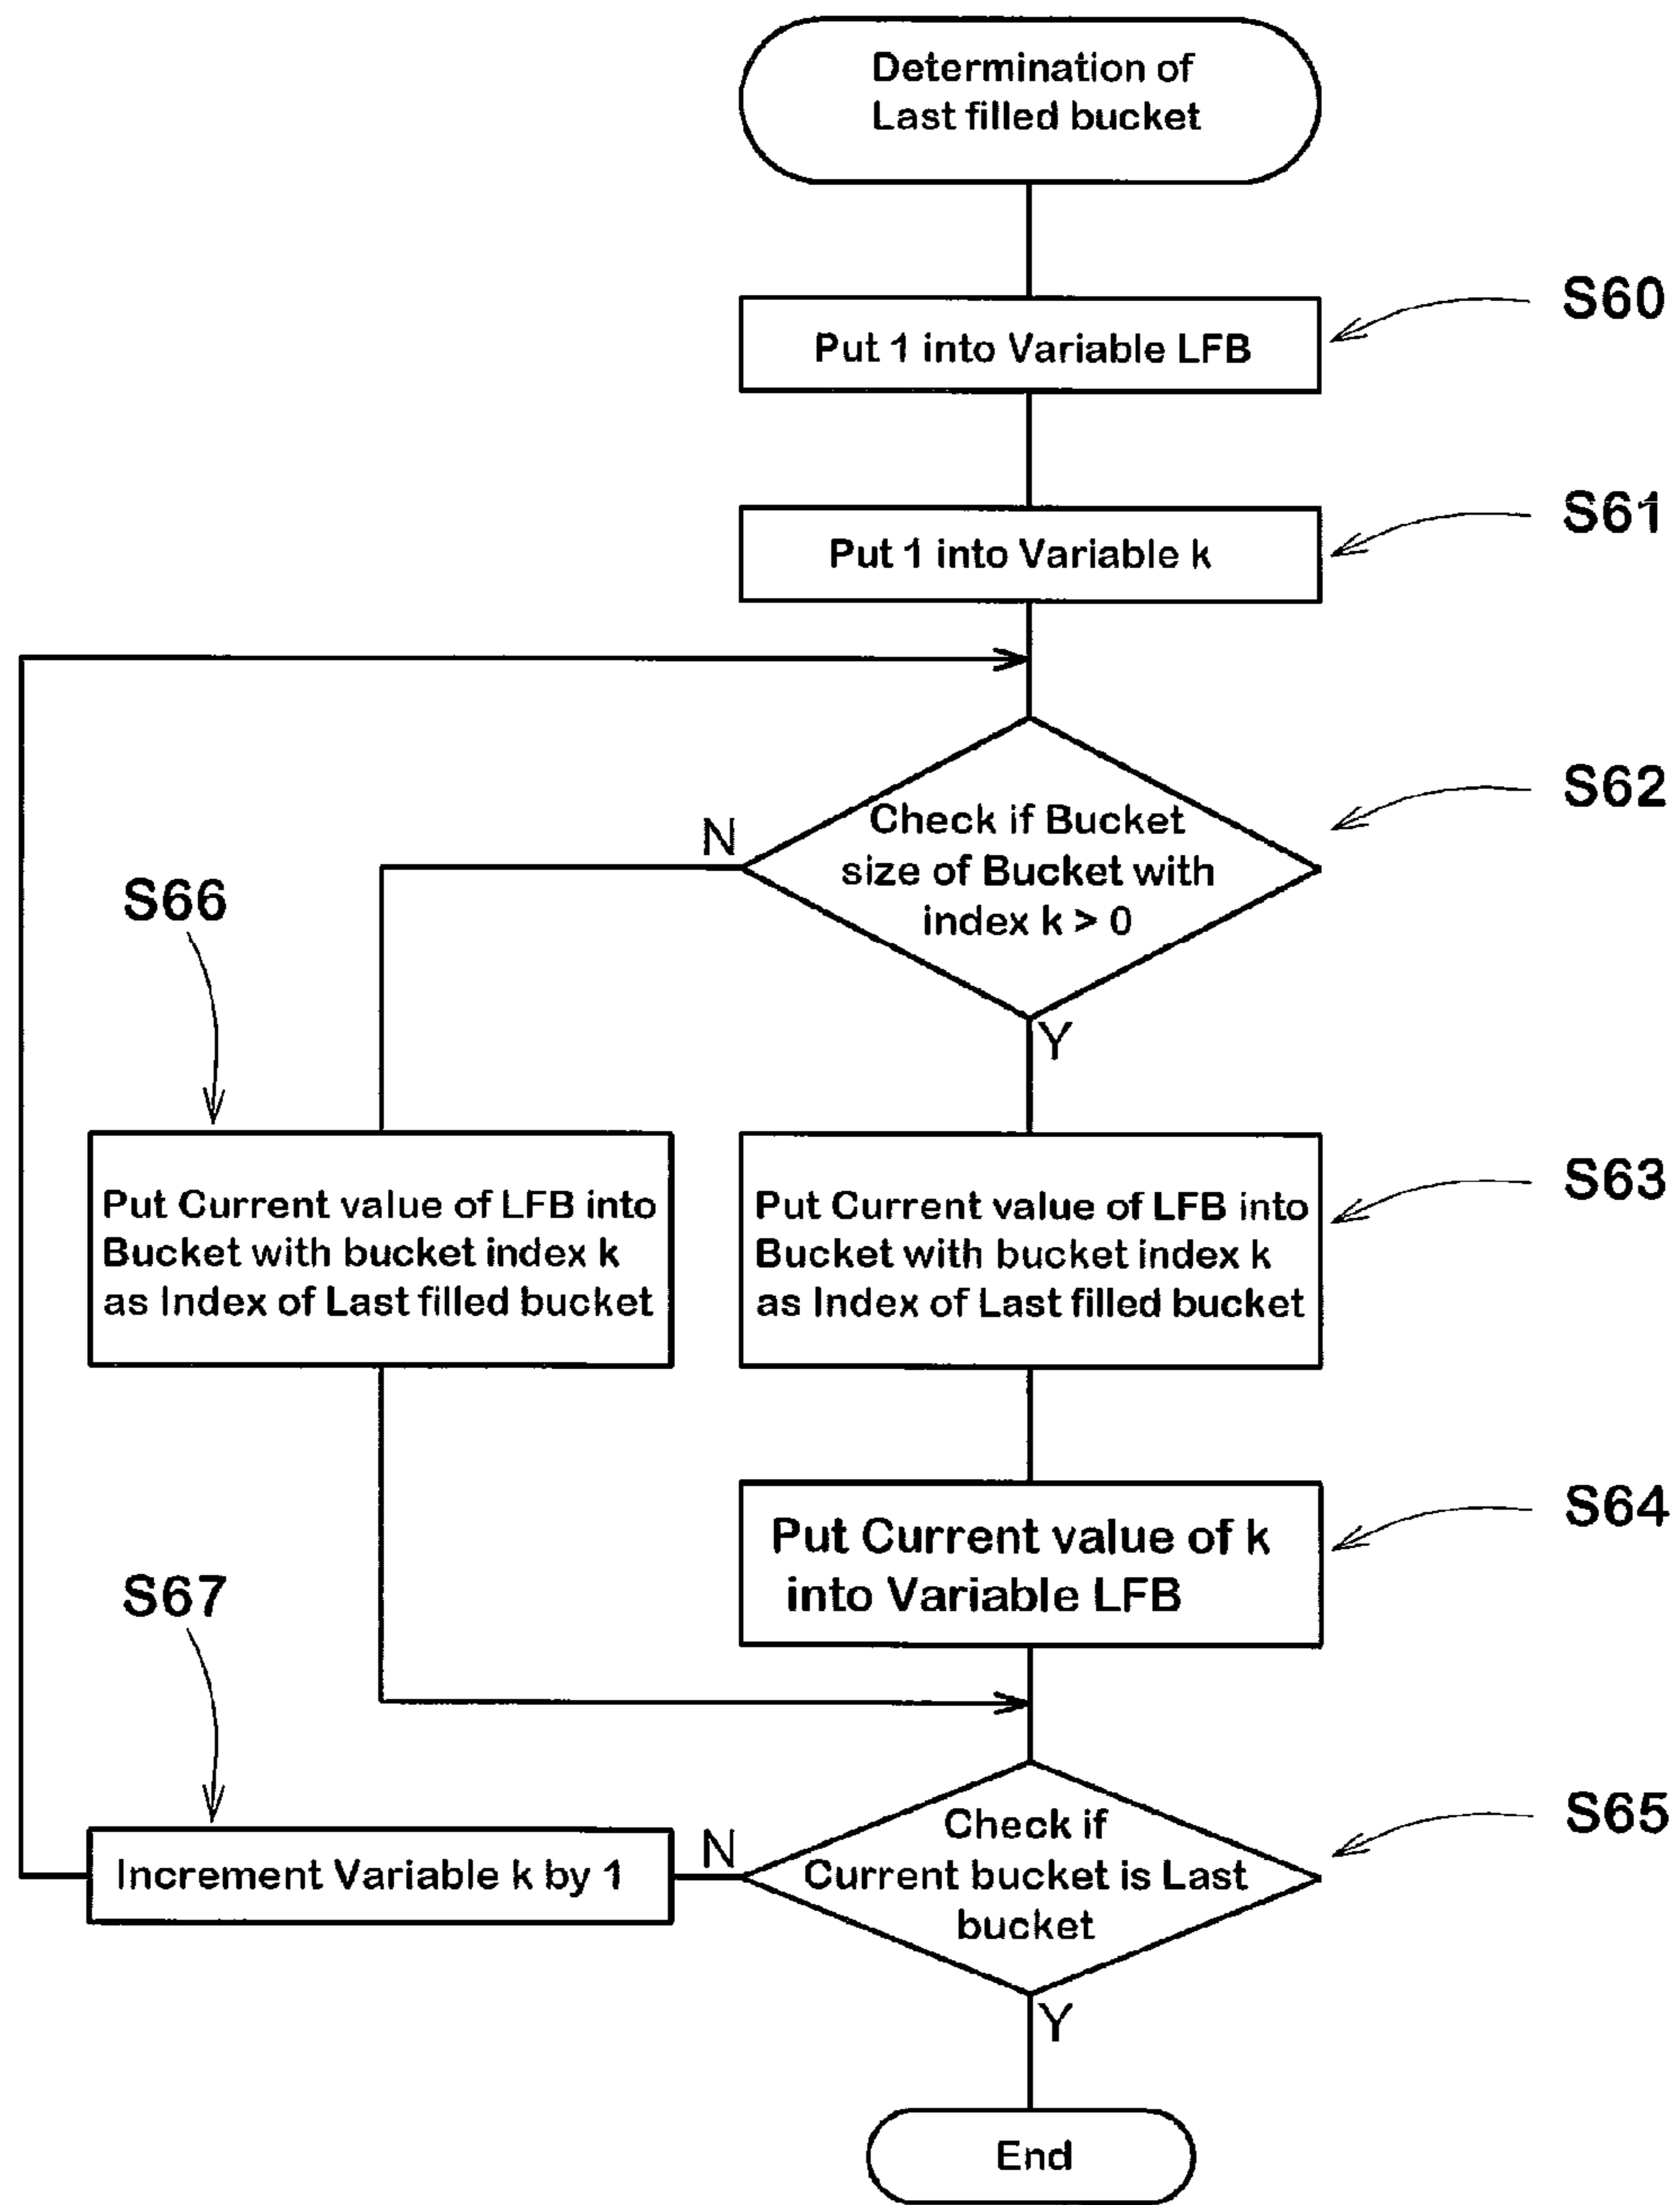 Determination of
Last filled bucket
S60
Put 1 into Variable LFB
S61
Put 1 into Variable k
S62
Check if Bucket
size of Bucket with
index k > 0
N
Y
S66
Put Current value of LFB into
Bucket with bucket index k
as Index of Last filled bucket
S63
Put Current value of LFB into
Bucket with bucket index k
as Index of Last filled bucket
S64
Put Current value of k
into Variable LFB
S67
Increment Variable k by 1
S65
Check if
Current bucket is Last
bucket
N
Y
End